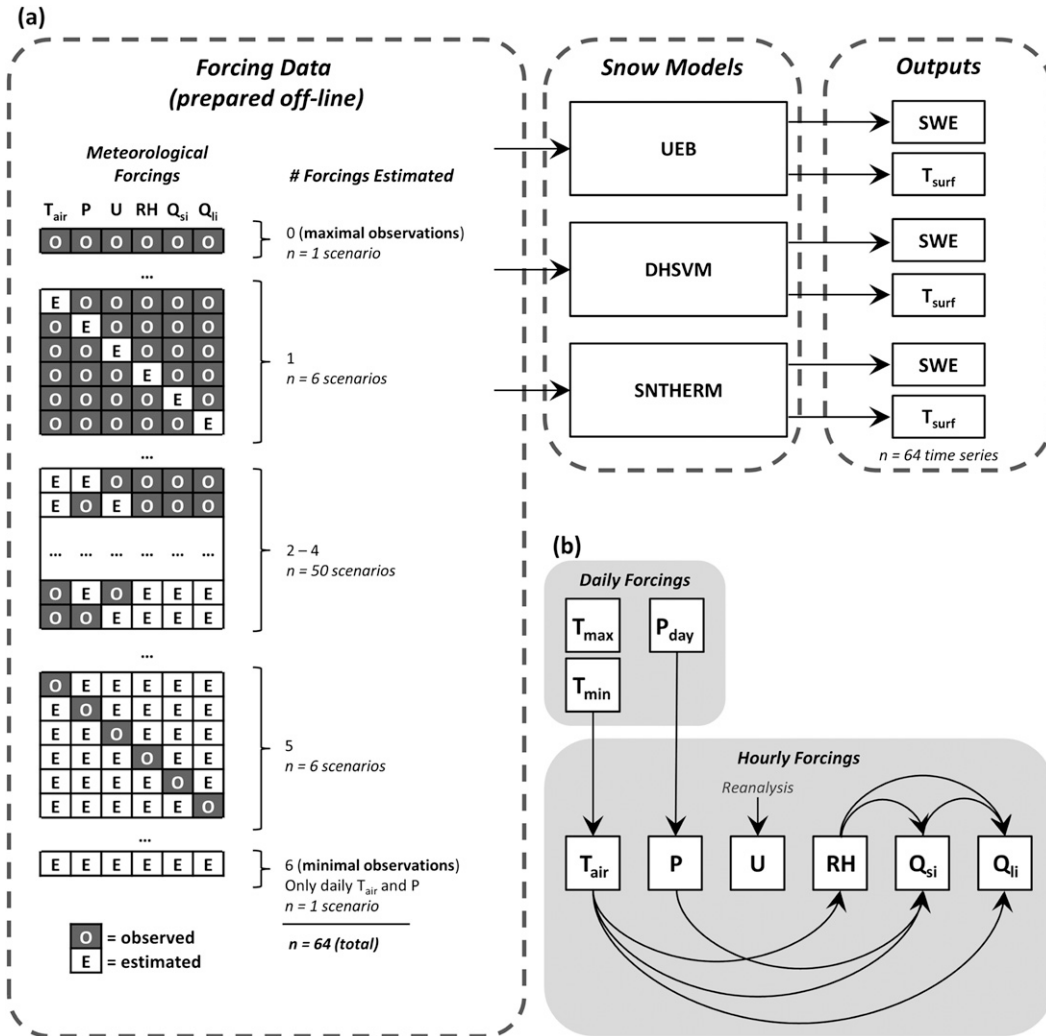 (a)
Forcing Data
(prepared off-line)
Meteorological
Forcings
# Forcings Estimated
T_air P U RH Q_si Q_li
O O O O O O
0 (maximal observations)
n = 1 scenario
...
E O O O O O
O E O O O O
O O E O O O
O O O E O O
O O O O E O
O O O O O E
1
n = 6 scenarios
...
E E O O O O
E O E O O O
... ... ... ... ... ...
O E O E E E
O O E E E E
2 – 4
n = 50 scenarios
...
O E E E E E
E O E E E E
E E O E E E
E E E O E E
E E E E O E
E E E E E O
5
n = 6 scenarios
...
E E E E E E
6 (minimal observations)
Only daily T_air and P
n = 1 scenario
n = 64 (total)
O = observed
E = estimated
Snow Models
UEB
DHSVM
SNTHERM
Outputs
SWE
T_surf
SWE
T_surf
SWE
T_surf
n = 64 time series
(b)
Daily Forcings
T_max P_day
T_min
Hourly Forcings
Reanalysis
T_air P U RH Q_si Q_li